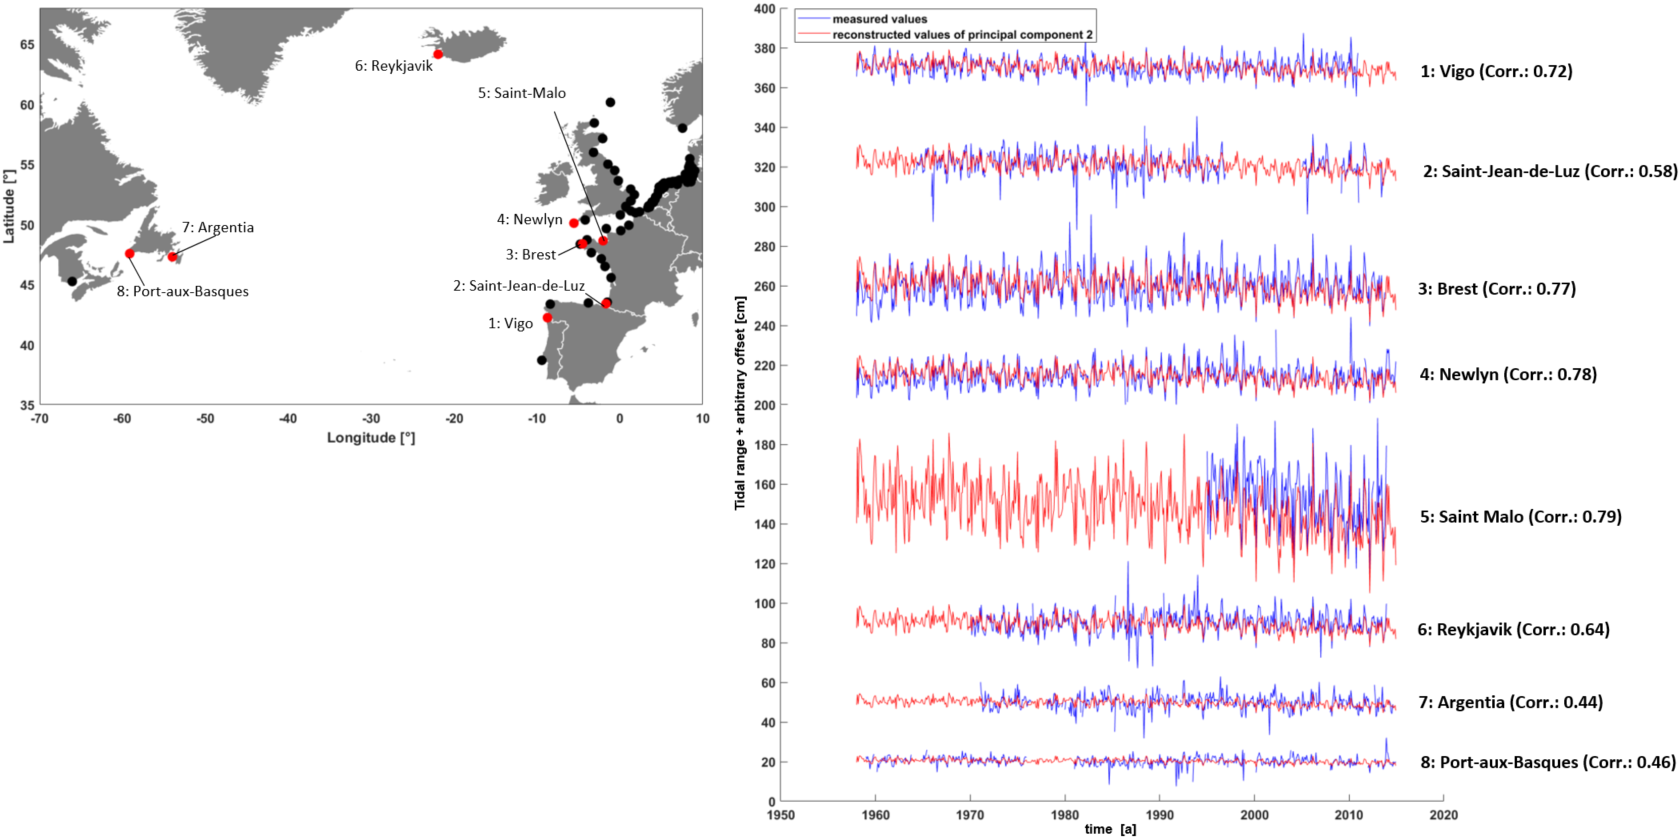 65
60
55
50
45
40
35
Latitude [°]
-70
-60
-50
-40
-30
-20
-10
0
10
Longitude [°]
6: Reykjavik
5: Saint-Malo
4: Newlyn
7: Argentia
3: Brest
2: Saint-Jean-de-Luz
8: Port-aux-Basques
1: Vigo
measured values
reconstructed values of principal component 2
400
380
360
340
320
300
280
260
240
220
200
180
160
140
120
100
80
60
40
20
0
Tidal range + arbitrary offset [cm]
1950
1960
1970
1980
1990
2000
2010
2020
time [a]
1: Vigo (Corr.: 0.72)
2: Saint-Jean-de-Luz (Corr.: 0.58)
3: Brest (Corr.: 0.77)
4: Newlyn (Corr.: 0.78)
5: Saint Malo (Corr.: 0.79)
6: Reykjavik (Corr.: 0.64)
7: Argentia (Corr.: 0.44)
8: Port-aux-Basques (Corr.: 0.46)